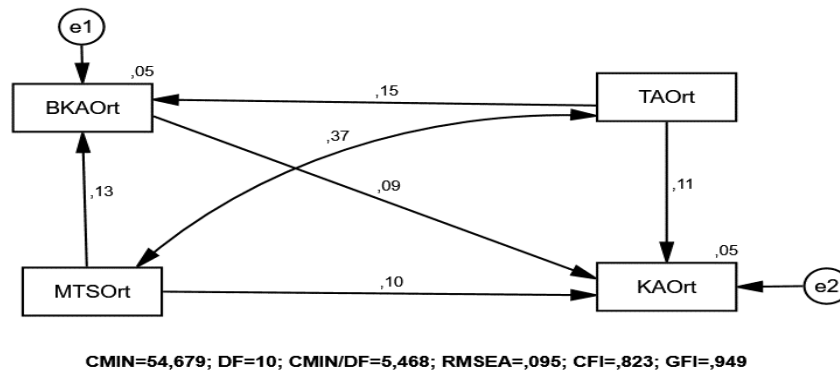 e1
,05
BKAOrt
TAOrt
,15
,37
,13
,09
,11
,05
MTSOrt
,10
KAOrt
e2
CMIN=54,679; DF=10; CMIN/DF=5,468; RMSEA=,095; CFI=,823; GFI=,949